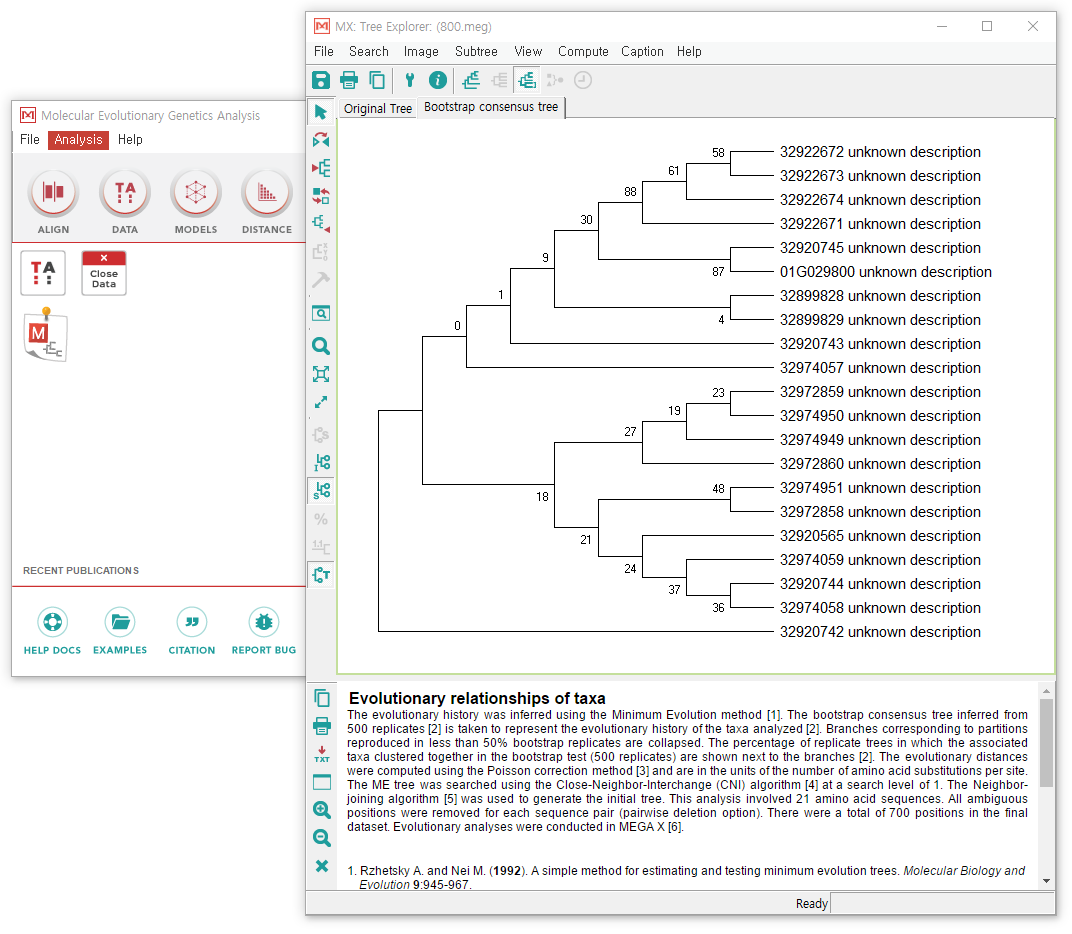 Molecular Evolutionary Genetics Analysis
File Analysis Help
TA
ALIGN DATA MODELS DISTANCE
TA
Close Data
M
RECENT PUBLICATIONS
HELP DOCS EXAMPLES CITATION REPORT BUG
MX: Tree Explorer: (800.meg)
File Search Image Subtree View Compute Caption Help
Original Tree Bootstrap consensus tree
58 32922672 unknown description
61 32922673 unknown description
88 32922674 unknown description
30 32922671 unknown description
9 32920745 unknown description
87 01G029800 unknown description
1 32899828 unknown description
4 32899829 unknown description
0 32920743 unknown description
32974057 unknown description
23 32972859 unknown description
19 32974950 unknown description
27 32974949 unknown description
32972860 unknown description
18 48 32974951 unknown description
32972858 unknown description
21 32920565 unknown description
24 32974059 unknown description
37 32920744 unknown description
36 32974058 unknown description
32920742 unknown description
Evolutionary relationships of taxa
The evolutionary history was inferred using the Minimum Evolution method [1]. The bootstrap consensus tree inferred from
500 replicates [2] is taken to represent the evolutionary history of the taxa analyzed [2]. Branches corresponding to partitions
reproduced in less than 50% bootstrap replicates are collapsed. The percentage of replicate trees in which the associated
taxa clustered together in the bootstrap test (500 replicates) are shown next to the branches [2]. The evolutionary distances
were computed using the Poisson correction method [3] and are in the units of the number of amino acid substitutions per site.
The ME tree was searched using the Close-Neighbor-Interchange (CNI) algorithm [4] at a search level of 1. The Neighbor-
joining algorithm [5] was used to generate the initial tree. This analysis involved 21 amino acid sequences. All ambiguous
positions were removed for each sequence pair (pairwise deletion option). There were a total of 700 positions in the final
dataset. Evolutionary analyses were conducted in MEGA X [6].
TXT
1. Rzhetsky A. and Nei M. (1992). A simple method for estimating and testing minimum evolution trees. Molecular Biology and
Evolution 9:945-967.
Ready